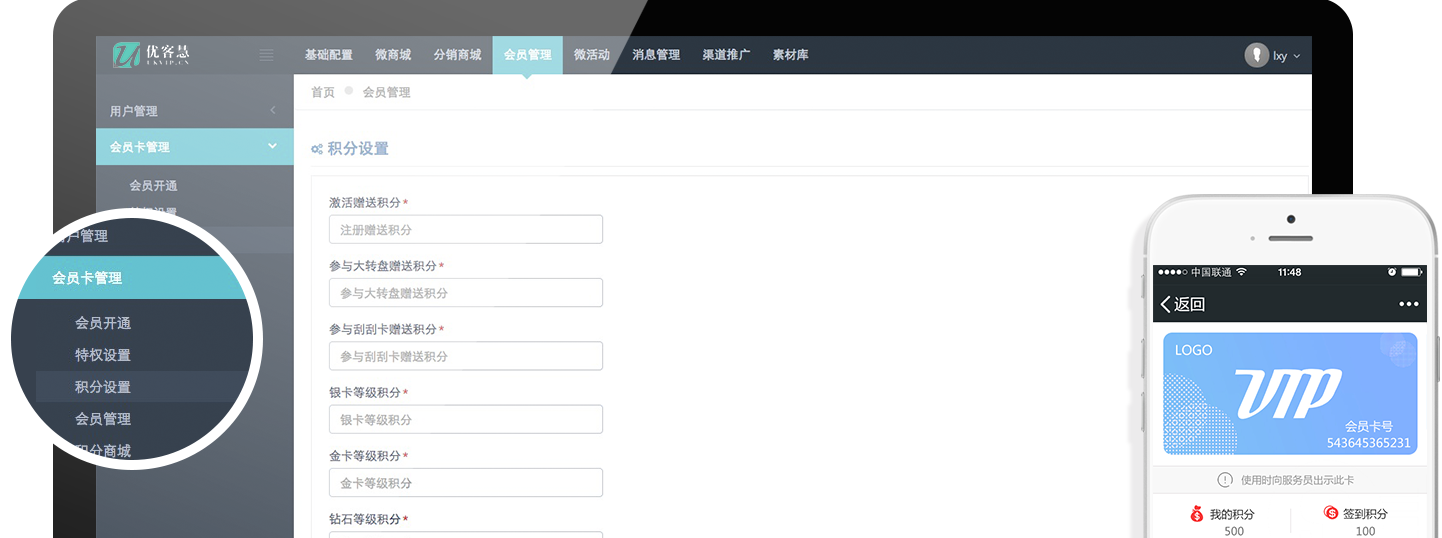 优客慧
UKVIP.CN
基础配置 微商城 分销商城 会员管理 微活动 消息管理 渠道推广 素材库
lxy
首页 会员管理
用户管理
会员卡管理
会员开通
积分设置
激活赠送积分*
注册赠送积分
参与大转盘赠送积分*
参与大转盘赠送积分
参与刮刮卡赠送积分*
参与刮刮卡赠送积分
银卡等级积分*
银卡等级积分
金卡等级积分*
金卡等级积分
钻石等级积分*
户管理
会员卡管理
会员开通
特权设置
积分设置
会员管理
积分商城
中国联通 11:48
返回
LOGO
VIP
会员卡号
543645365231
使用时向服务员出示此卡
我的积分 签到积分
500 100